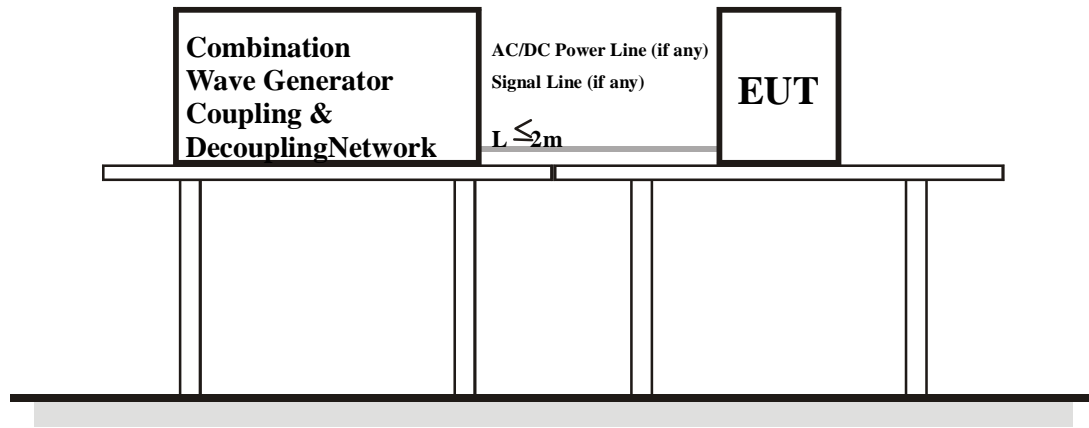 Combination
Wave Generator
Coupling &
DecouplingNetwork
AC/DC Power Line (if any)
Signal Line (if any)
L ≤2m
EUT